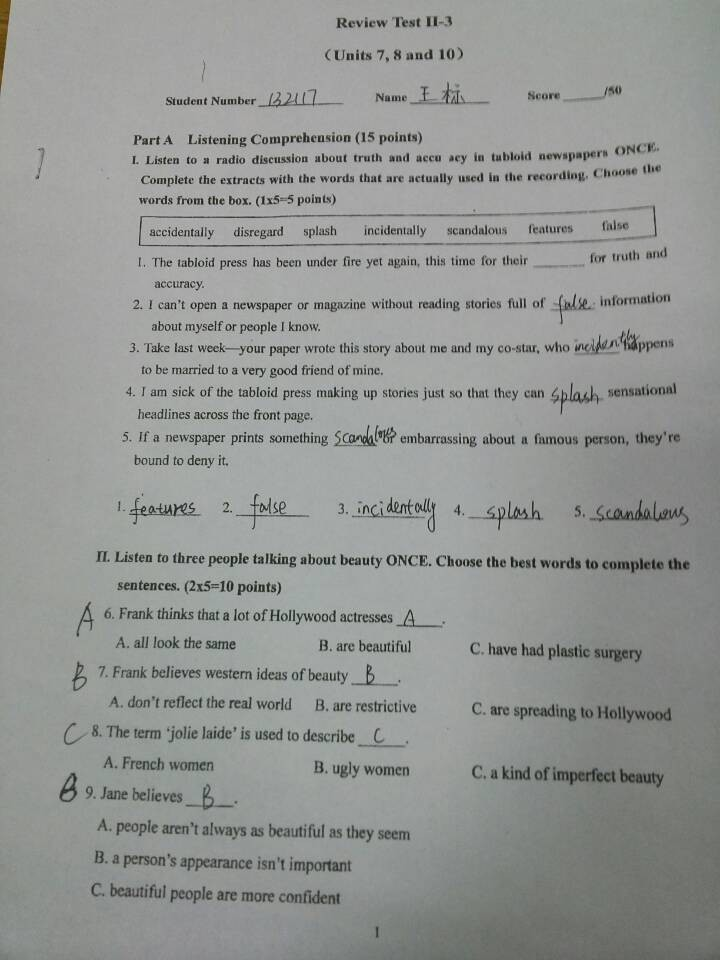 Review Test II-3
(Units 7, 8 and 10)
Student Number 132117 Name 王标 Score ______/50
Part A Listening Comprehension (15 points)
I. Listen to a radio discussion about truth and accu acy in tabloid newspapers ONCE.
Complete the extracts with the words that are actually used in the recording. Choose the
words from the box. (1x5=5 points)
accidentally disregard splash incidentally scandalous features false
1. The tabloid press has been under fire yet again, this time for their ________ for truth and
accuracy.
2. I can't open a newspaper or magazine without reading stories full of false information
about myself or people I know.
3. Take last week—your paper wrote this story about me and my co-star, who incidently happens
to be married to a very good friend of mine.
4. I am sick of the tabloid press making up stories just so that they can splash sensational
headlines across the front page.
5. If a newspaper prints something scandalous or embarrassing about a famous person, they're
bound to deny it.
1. features 2. false 3. incidentally 4. splash 5. scandalous
II. Listen to three people talking about beauty ONCE. Choose the best words to complete the
sentences. (2x5=10 points)
A 6. Frank thinks that a lot of Hollywood actresses A.
A. all look the same B. are beautiful C. have had plastic surgery
B 7. Frank believes western ideas of beauty B.
A. don't reflect the real world B. are restrictive C. are spreading to Hollywood
C 8. The term 'jolie laide' is used to describe C.
A. French women B. ugly women C. a kind of imperfect beauty
B 9. Jane believes B.
A. people aren't always as beautiful as they seem
B. a person's appearance isn't important
C. beautiful people are more confident
1